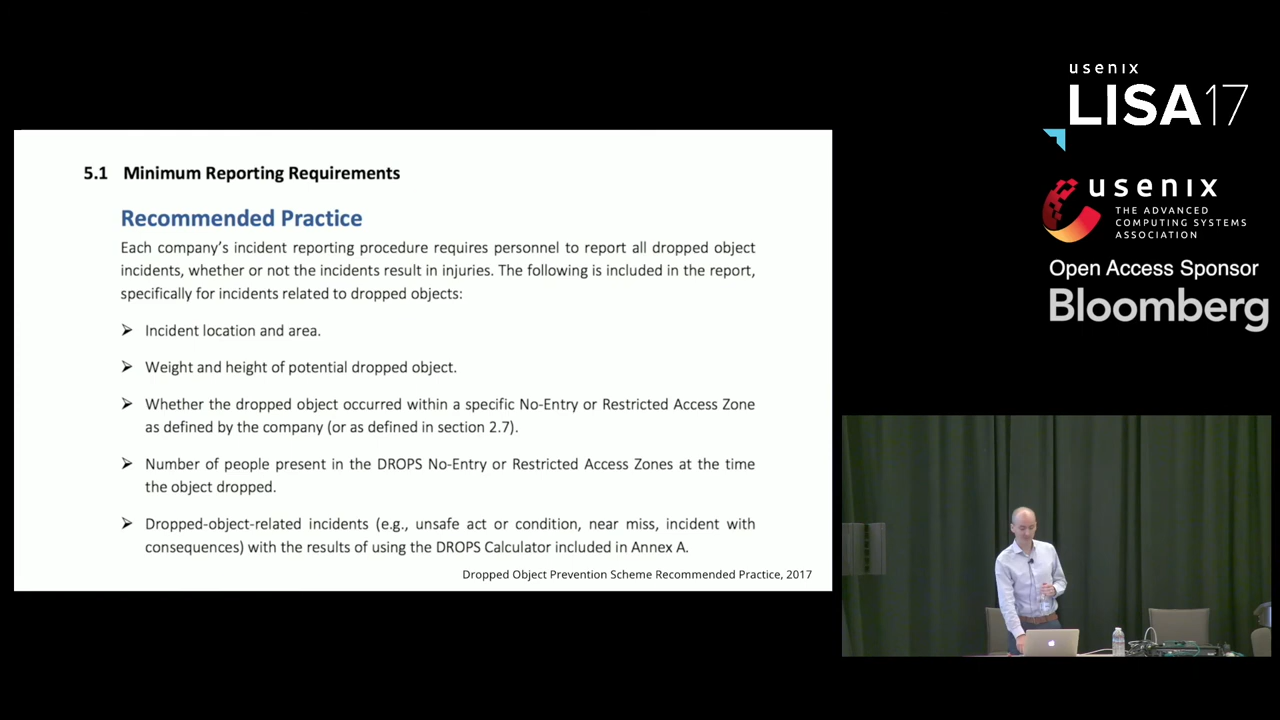 5.1 Minimum Reporting Requirements
Recommended Practice
Each company's incident reporting procedure requires personnel to report all dropped object
incidents, whether or not the incidents result in injuries. The following is included in the report,
specifically for incidents related to dropped objects:
➢ Incident location and area.
➢ Weight and height of potential dropped object.
➢ Whether the dropped object occurred within a specific No-Entry or Restricted Access Zone
as defined by the company (or as defined in section 2.7).
➢ Number of people present in the DROPS No-Entry or Restricted Access Zones at the time
the object dropped.
➢ Dropped-object-related incidents (e.g., unsafe act or condition, near miss, incident with
consequences) with the results of using the DROPS Calculator included in Annex A.
Dropped Object Prevention Scheme Recommended Practice, 2017
usenix
LISA17
usenix
THE ADVANCED
COMPUTING SYSTEMS
ASSOCIATION
Open Access Sponsor
Bloomberg